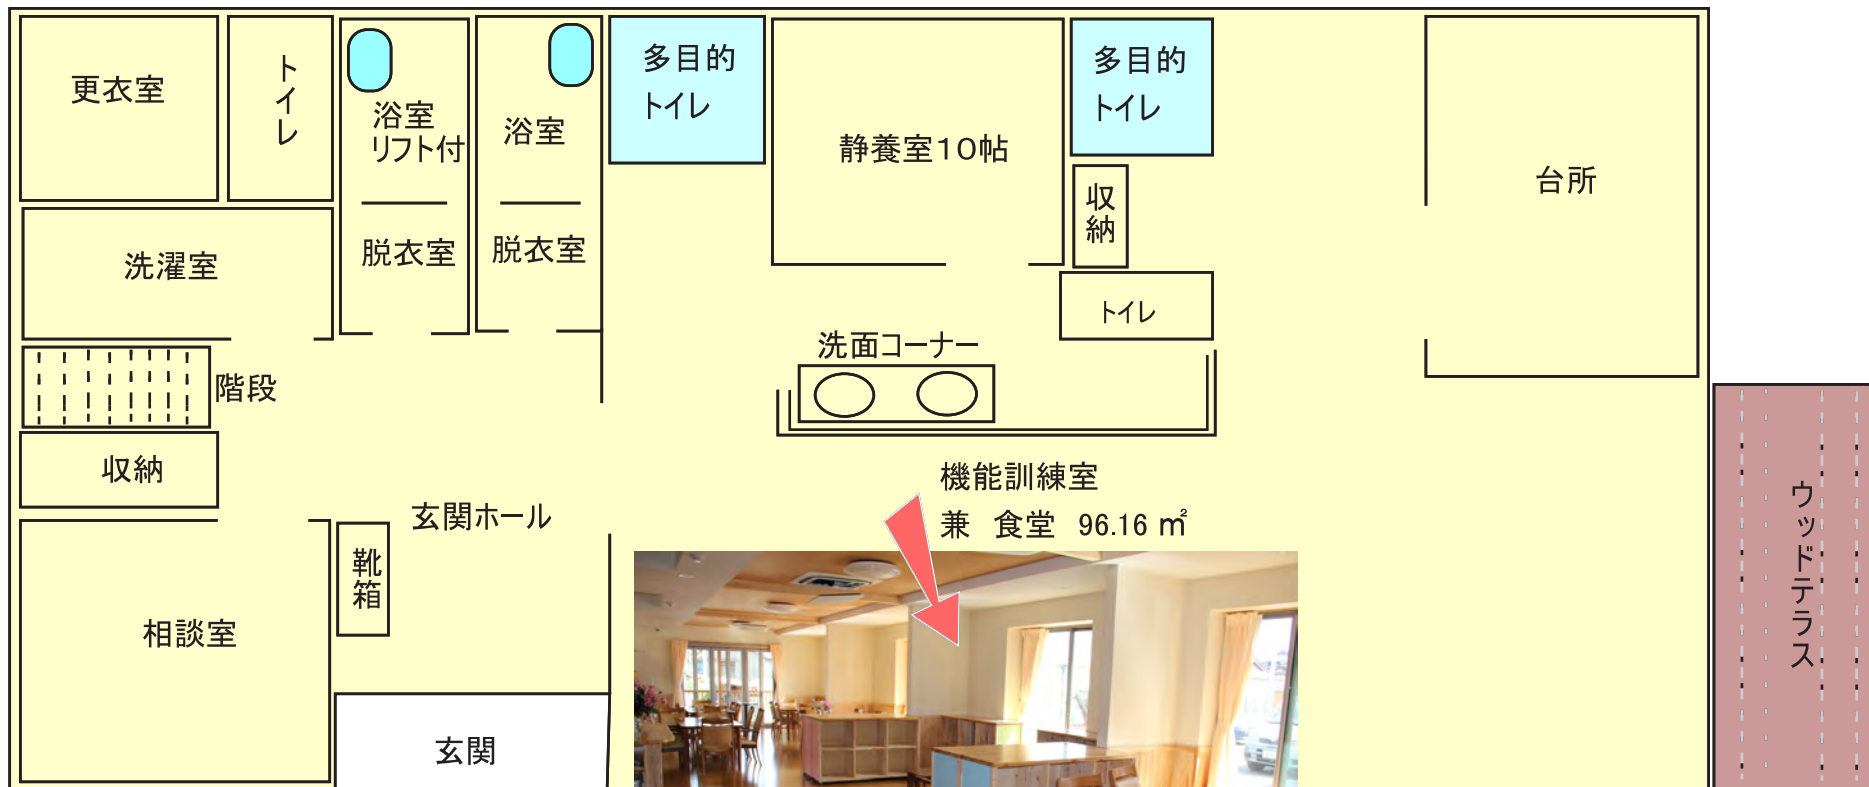 更衣室
トイレ
浴室
リフト付
浴室
多目的
トイレ
静養室10帖
多目的
トイレ
収納
台所
洗濯室
脱衣室
脱衣室
トイレ
洗面コーナー
階段
収納
玄関ホール
機能訓練室
兼 食堂 96.16 ㎡
靴箱
相談室
玄関
ウッドテラス